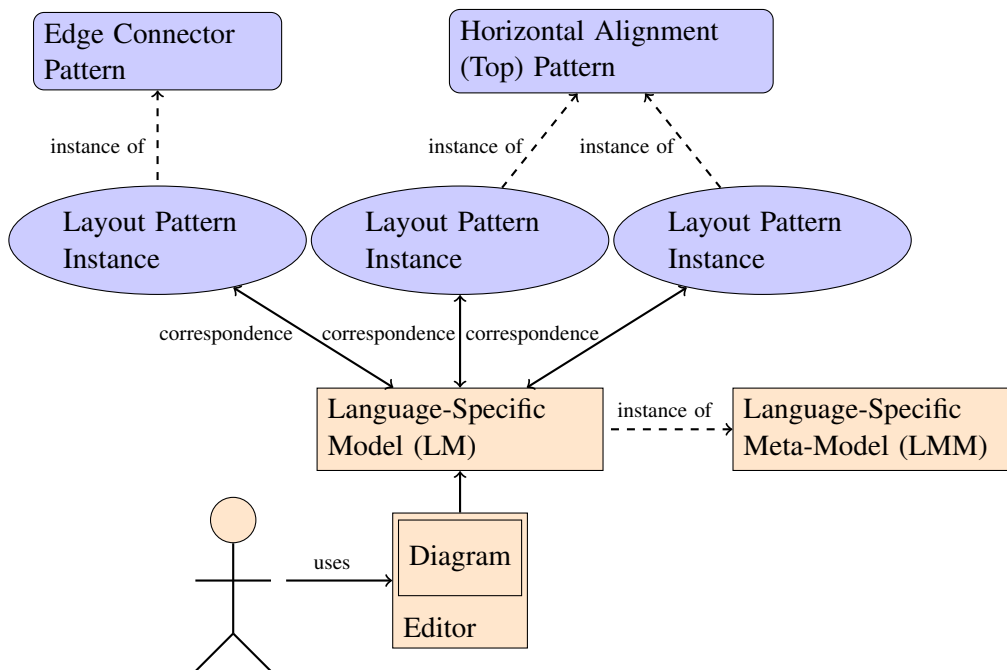 Edge Connector
Pattern
Horizontal Alignment
(Top) Pattern
instance of
instance of
instance of
Layout Pattern
Instance
Layout Pattern
Instance
Layout Pattern
Instance
correspondence
correspondence
correspondence
Language-Specific
Model (LM)
instance of
Language-Specific
Meta-Model (LMM)
uses
Diagram
Editor